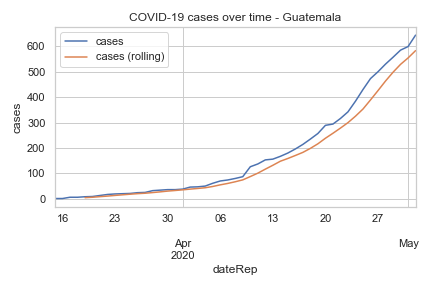 COVID-19 cases over time - Guatemala
cases
cases (rolling)
600
500
400
300
200
100
0
cases
16
23
30
06
13
20
27
Apr
2020
May
dateRep